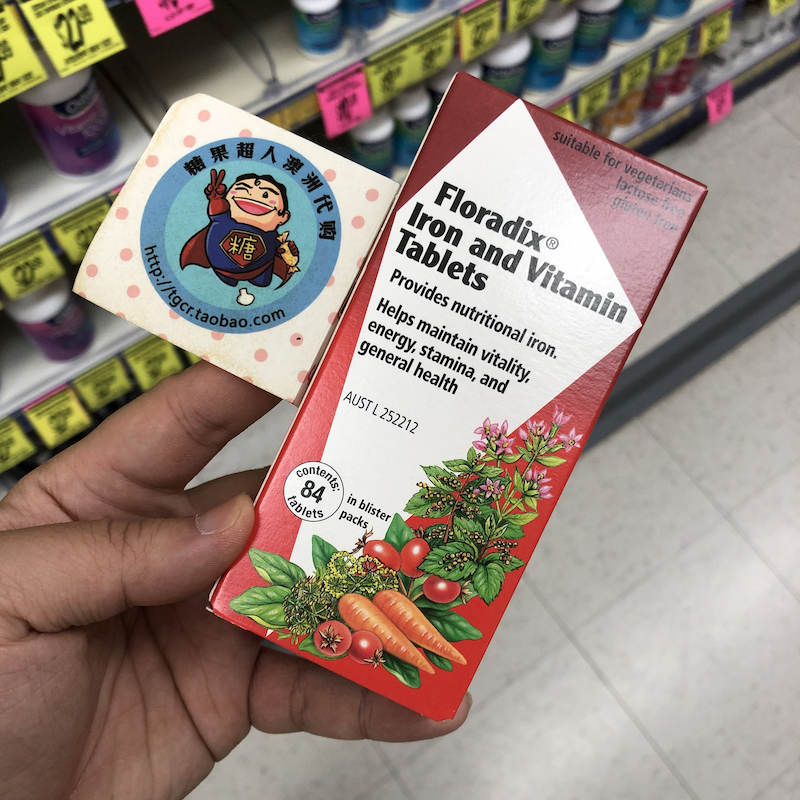 糖果超人澳洲代购
糖
http://tgcr.taobao.com
suitable for vegetarians
lactose free
gluten free
Floradix®
Iron and Vitamin
Tablets
Provides nutritional iron.
Helps maintain vitality,
energy, stamina, and
general health
AUST L 252212
contents:
84
tablets
in blister
packs